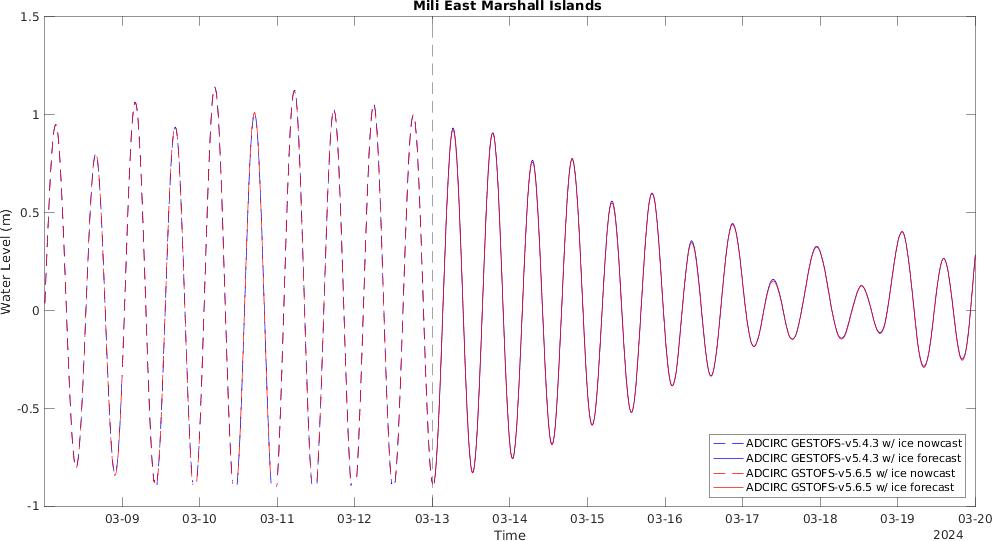 Mili East Marshall Islands
1.5
1
0.5
0
-0.5
-1
Water Level (m)
ADCIRC GESTOFS-v5.4.3 w/ ice nowcast
ADCIRC GESTOFS-v5.4.3 w/ ice forecast
ADCIRC GSTOFS-v5.6.5 w/ ice nowcast
ADCIRC GSTOFS-v5.6.5 w/ ice forecast
03-09 03-10 03-11 03-12 03-13 03-14 03-15 03-16 03-17 03-18 03-19 03-20
Time
2024